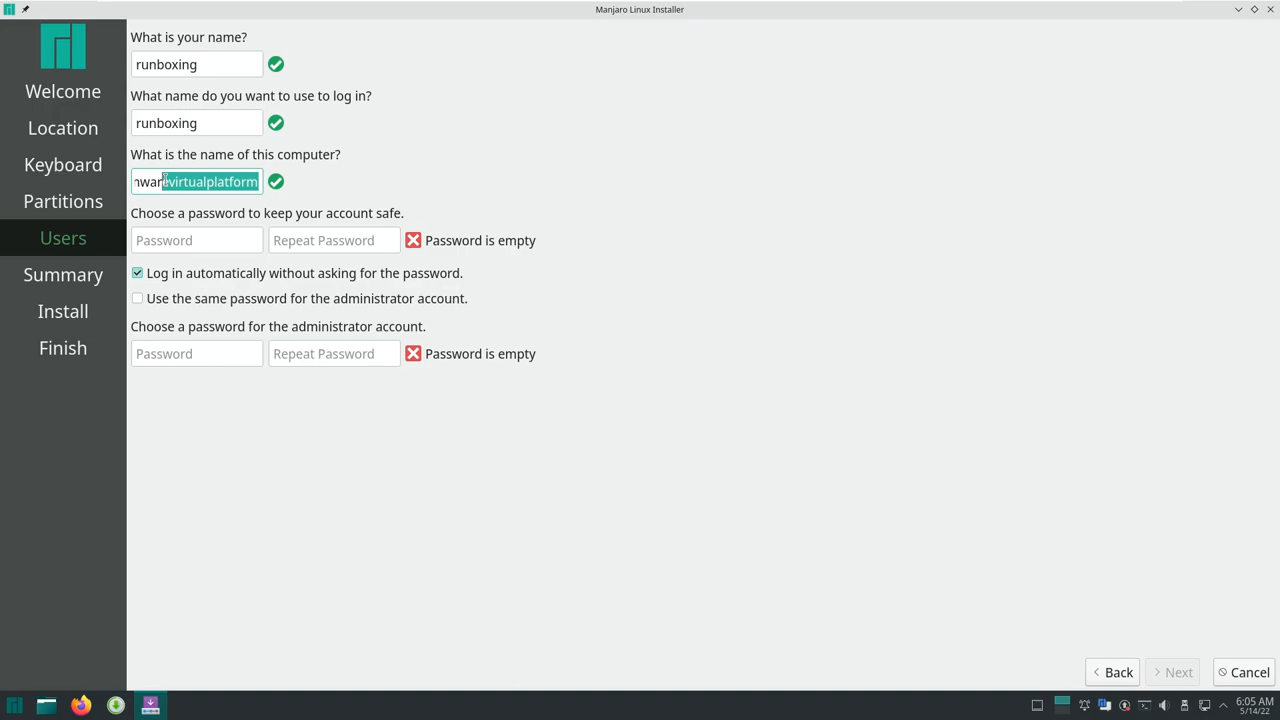 Manjaro Linux Installer
Welcome
Location
Keyboard
Partitions
Users
Summary
Install
Finish
What is your name?
runboxing
What name do you want to use to log in?
runboxing
What is the name of this computer?
virtualplatform
Choose a password to keep your account safe.
Password
Repeat Password
Password is empty
Log in automatically without asking for the password.
Use the same password for the administrator account.
Choose a password for the administrator account.
Password
Repeat Password
Password is empty
Back
Next
Cancel
6:05 AM
5/14/22